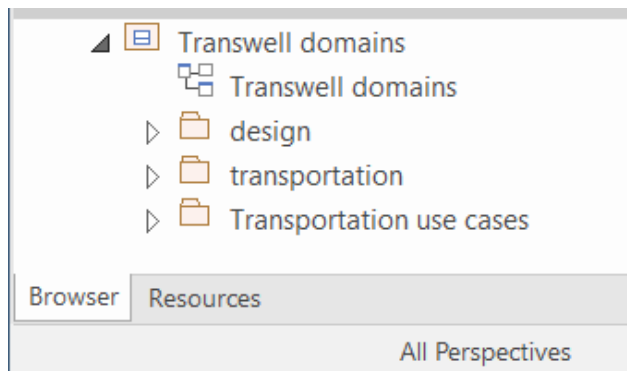 Transwell domains
Transwell domains
design
transportation
Transportation use cases
Browser Resources
All Perspectives